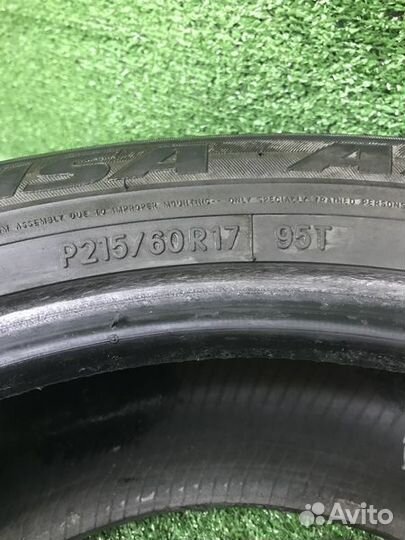 P215/60R17 95T
ASSEMBLY DUE TO IMPROPER MOUNTING-- ONLY SPECIALLY TRAINED PERSONS
Avito